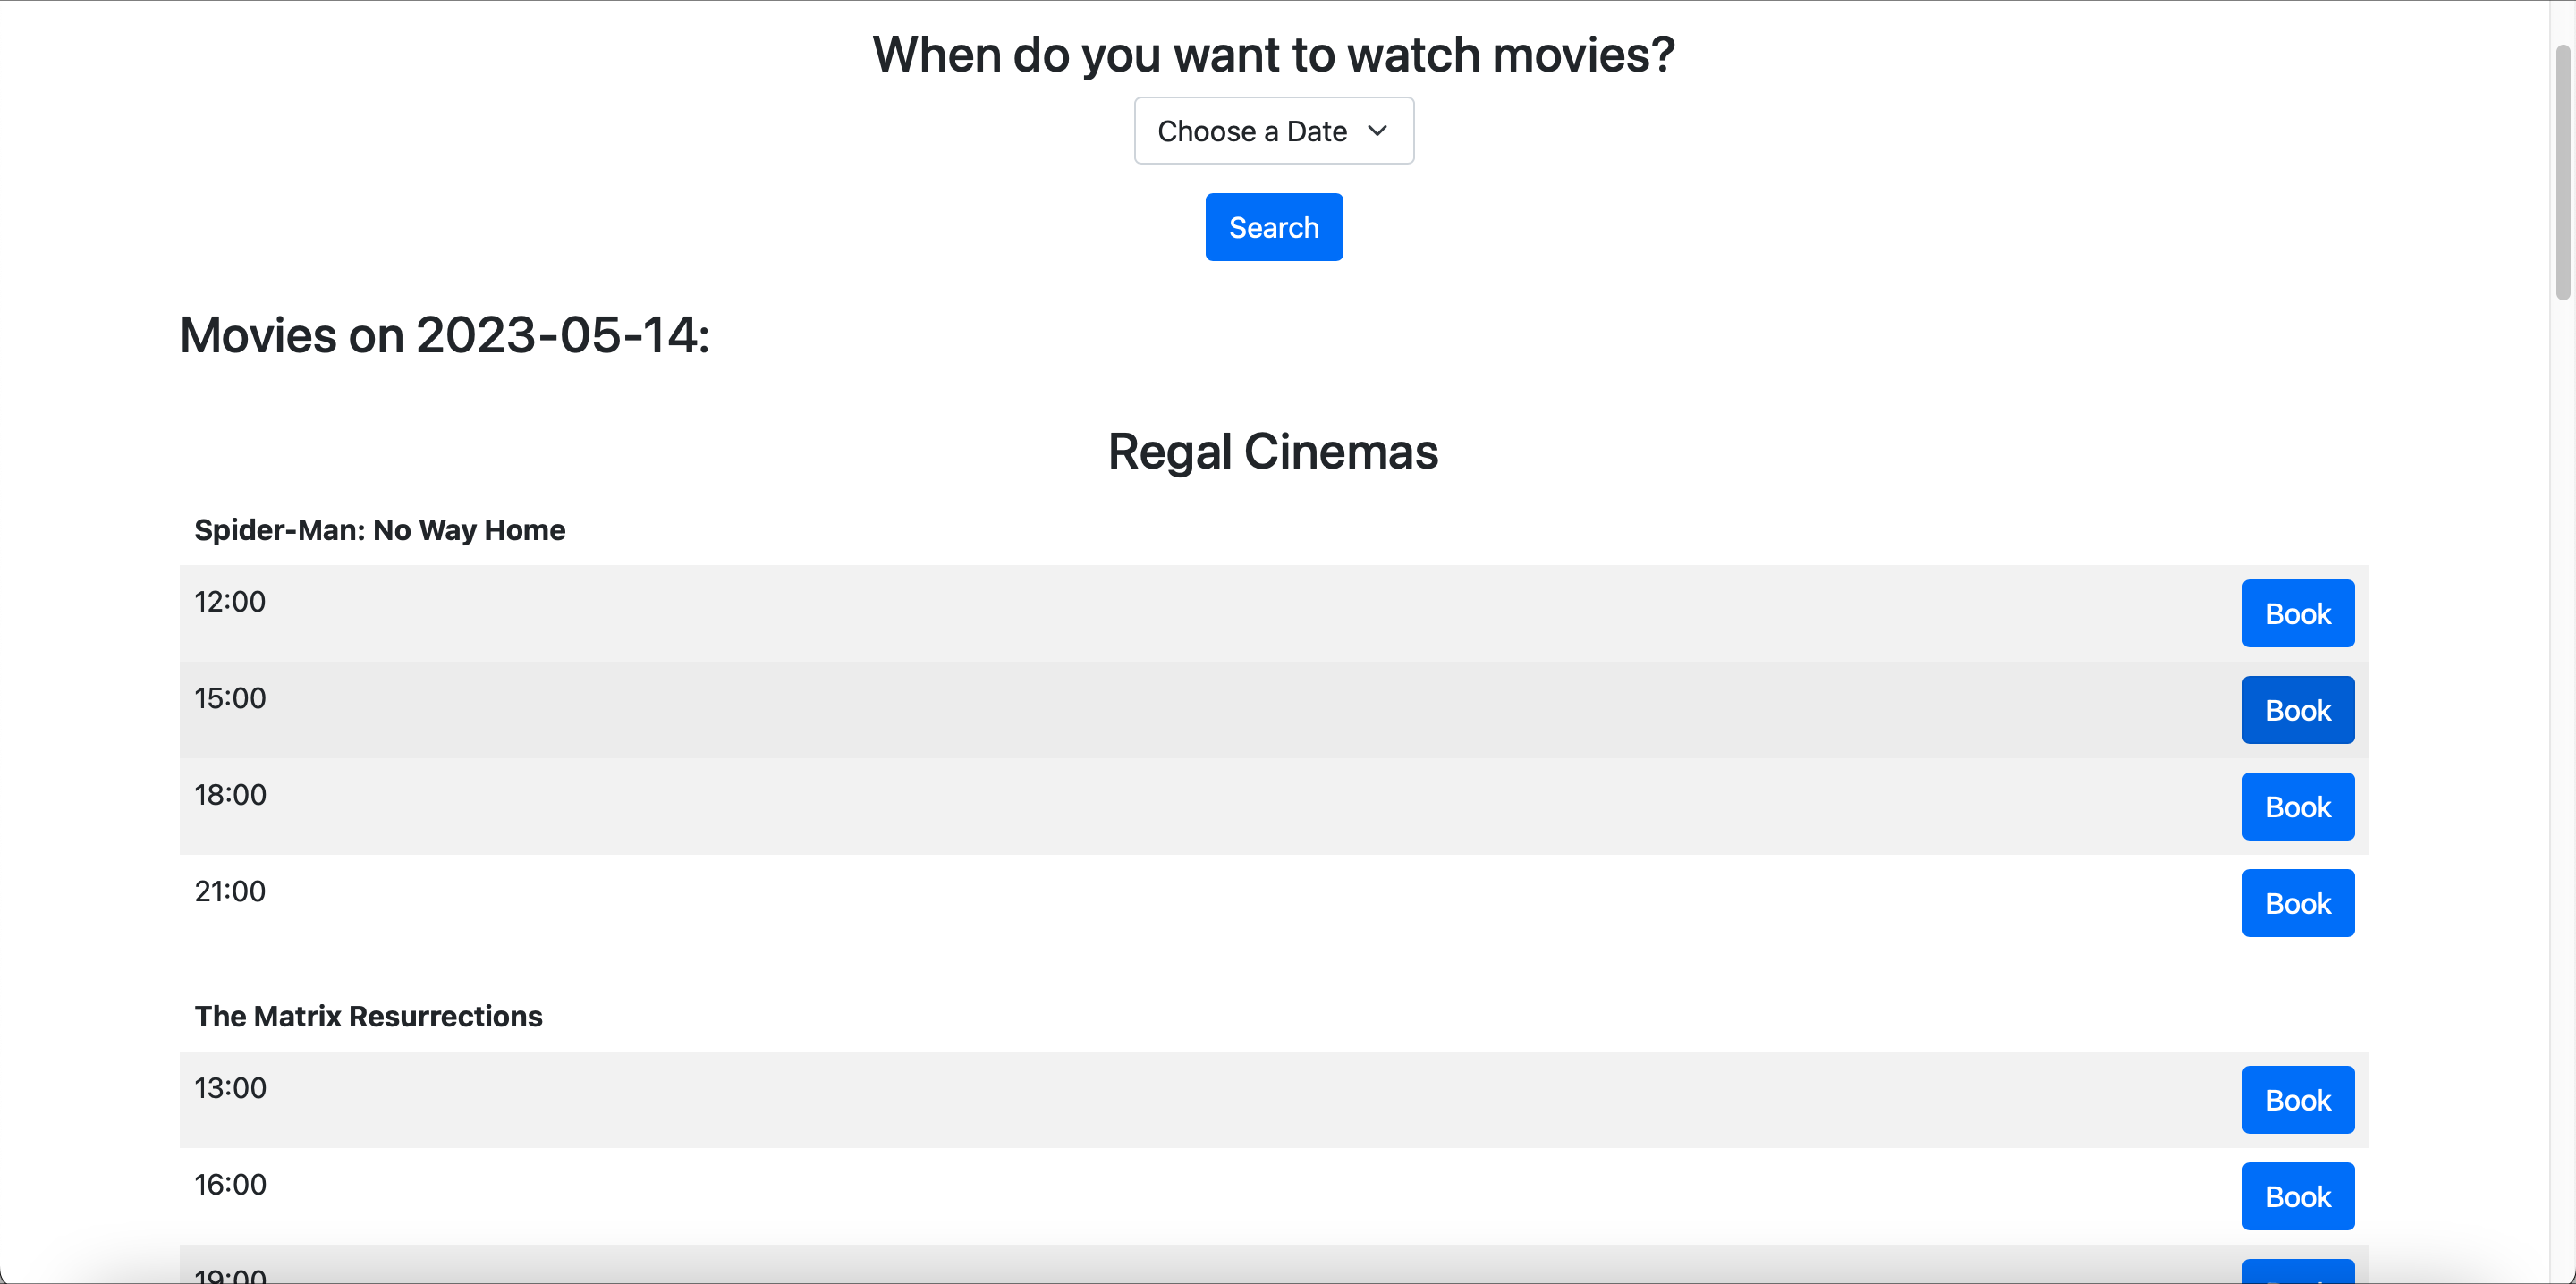 When do you want to watch movies?
Choose a Date
Search
Movies on 2023-05-14:
Regal Cinemas
Spider-Man: No Way Home
12:00 Book
15:00 Book
18:00 Book
21:00 Book
The Matrix Resurrections
13:00 Book
16:00 Book
19:00